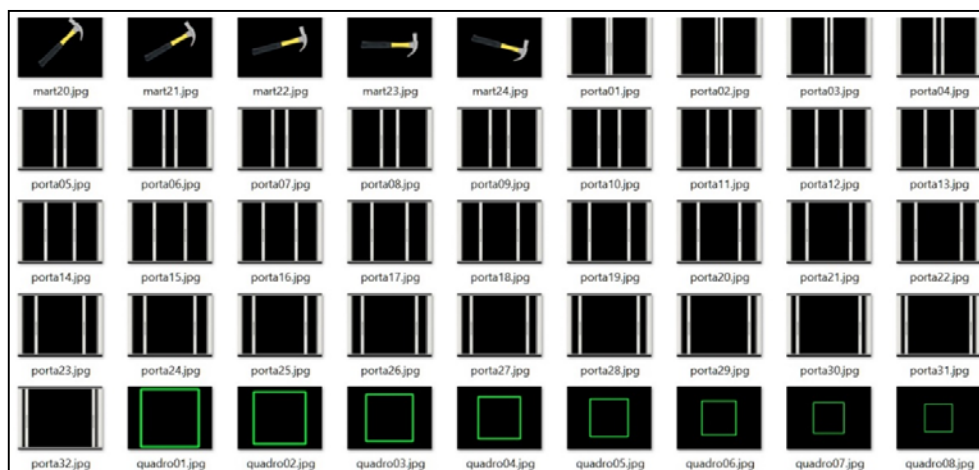 mart20.jpg mart21.jpg mart22.jpg mart23.jpg mart24.jpg porta01.jpg porta02.jpg porta03.jpg porta04.jpg
porta05.jpg porta06.jpg porta07.jpg porta08.jpg porta09.jpg porta10.jpg porta11.jpg porta12.jpg porta13.jpg
porta14.jpg porta15.jpg porta16.jpg porta17.jpg porta18.jpg porta19.jpg porta20.jpg porta21.jpg porta22.jpg
porta23.jpg porta24.jpg porta25.jpg porta26.jpg porta27.jpg porta28.jpg porta29.jpg porta30.jpg porta31.jpg
porta32.jpg quadro01.jpg quadro02.jpg quadro03.jpg quadro04.jpg quadro05.jpg quadro06.jpg quadro07.jpg quadro08.jpg